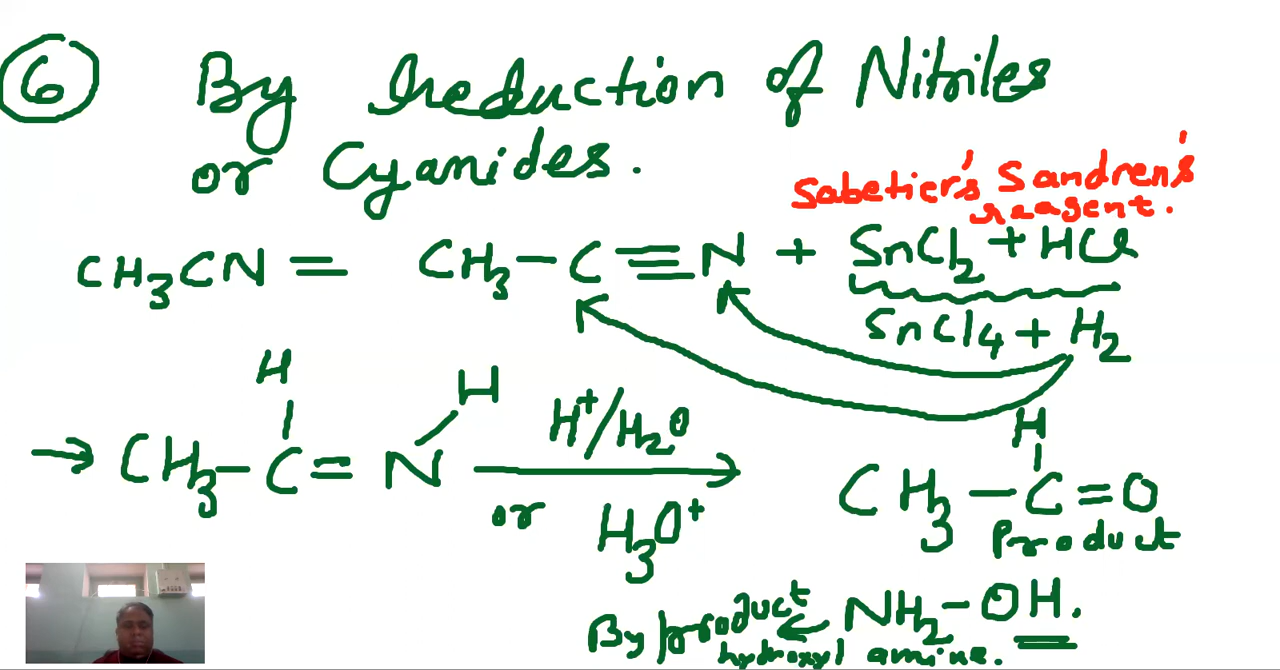 6 By reduction of Nitriles
or Cyanides.
Sabetier's Sandren's
reagent.
CH₃CN = CH₃-C≡N + SnCl₂+HCl
SnCl₄ + H₂
H H
→ CH₃-C=N H⁺/H₂O
or H₃O⁺
H
CH₃-C=O
Product
By product ← NH₂-OH.
hydroxyl amine.